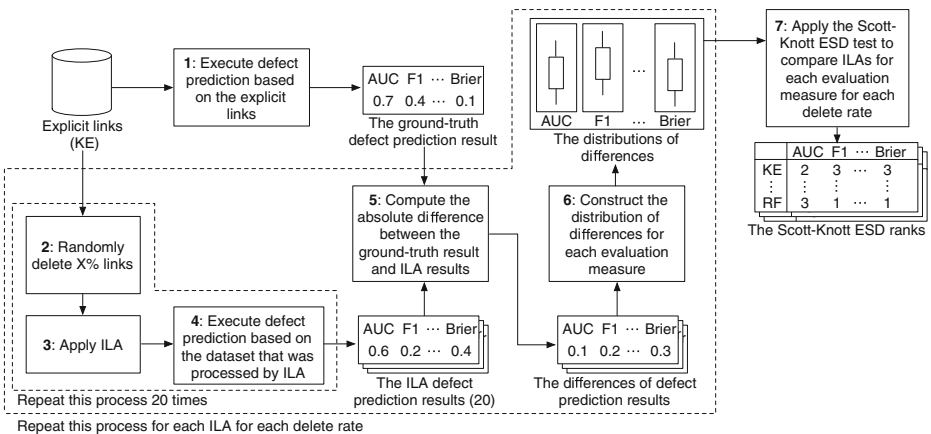 Explicit links
(KE)
1: Execute defect
prediction based
on the explicit
links
AUC F1 ··· Brier
0.7 0.4 ··· 0.1
The ground-truth
defect prediction result
2: Randomly
delete X% links
3: Apply ILA
4: Execute defect
prediction based on
the dataset that was
processed by ILA
Repeat this process 20 times
AUC F1 ··· Brier
0.6 0.2 ··· 0.4
The ILA defect
prediction results (20)
5: Compute the
absolute difference
between the
ground-truth result
and ILA results
AUC F1 ··· Brier
0.1 0.2 ··· 0.3
The differences of defect
prediction results
6: Construct the
distribution of
differences for
each evaluation
measure
...
AUC F1 ... Brier
The distributions of
differences
Repeat this process for each ILA for each delete rate
7: Apply the Scott-
Knott ESD test to
compare ILAs for
each evaluation
measure for each
delete rate
AUC F1 ··· Brier
KE 2 3 ··· 3
⋮ ⋮ ⋮ ⋮
RF 3 1 ··· 1
The Scott-Knott ESD ranks